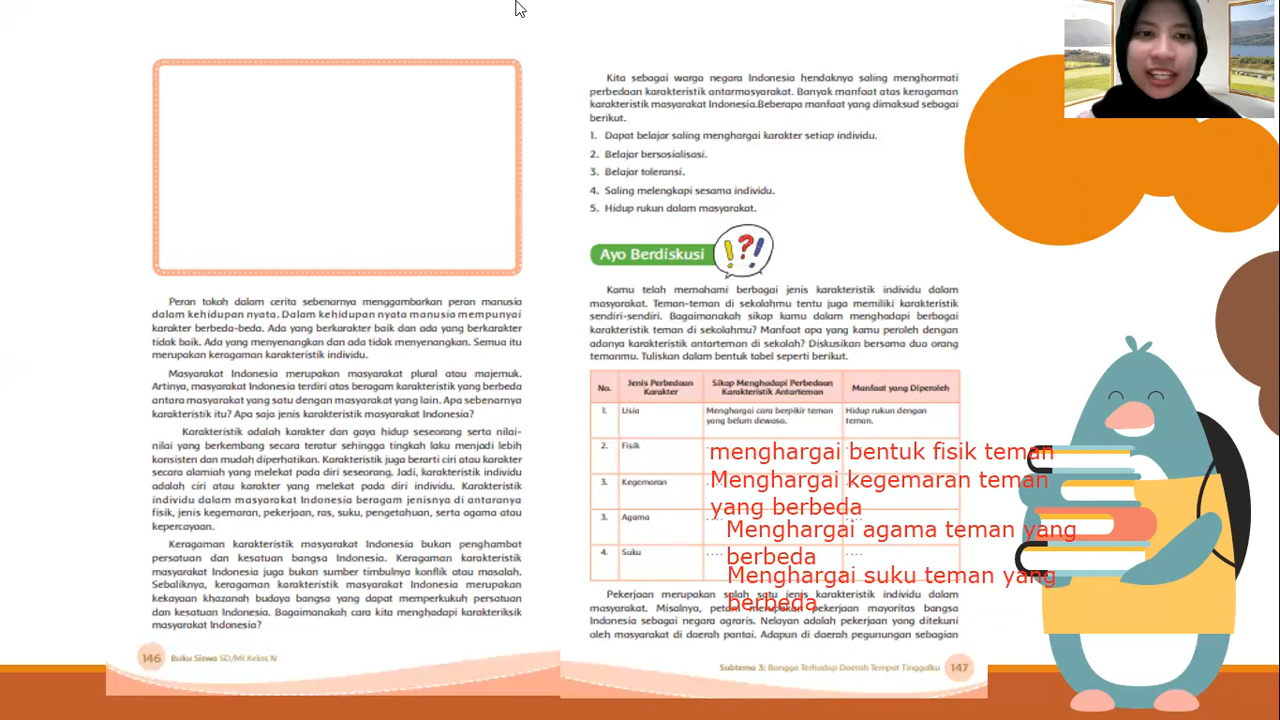 Peran tokoh dalam cerita sebenarnya menggambarkan peran manusia
dalam kehidupan nyata. Dalam kehidupan nyata manusia mempunyai
karakter berbeda-beda. Ada yang berkarakter baik dan ada yang berkarakter
tidak baik. Ada yang menyenangkan dan ada tidak menyenangkan. Semua itu
merupakan keragaman karakteristik individu.
Masyarakat Indonesia merupakan masyarakat plural atau majemuk.
Artinya, masyarakat Indonesia terdiri atas beragam karakteristik yang berbeda
antara masyarakat yang satu dengan masyarakat yang lain. Apa sebenarnya
karakteristik itu? Apa saja jenis karakteristik masyarakat Indonesia?
Karakteristik adalah karakter dan gaya hidup seseorang serta nilai-
nilai yang berkembang secara teratur sehingga tingkah laku menjadi lebih
konsisten dan mudah diperhatikan. Karakteristik juga berarti ciri atau karakter
secara alamiah yang melekat pada diri seseorang. Jadi, karakteristik individu
adalah ciri atau karakter yang melekat pada diri individu. Karakteristik
individu dalam masyarakat Indonesia beragam jenisnya di antaranya
fisik, jenis kegemaran, pekerjaan, ras, suku, pengetahuan, serta agama atau
kepercayaan.
Keragaman karakteristik masyarakat Indonesia bukan penghambat
persatuan dan kesatuan bangsa Indonesia. Keragaman karakteristik
masyarakat Indonesia juga bukan sumber timbulnya konflik atau masalah.
Sebaliknya, keragaman karakteristik masyarakat Indonesia merupakan
kekayaan khazanah budaya bangsa yang dapat memperkukuh persatuan
dan kesatuan Indonesia. Bagaimanakah cara kita menghadapi karakteriksik
masyarakat Indonesia?
146 Buku Siswa SD/MI Kelas IV
Kita sebagai warga negara Indonesia hendaknya saling menghormati
perbedaan karakteristik antarmasyarakat. Banyak manfaat atas keragaman
karakteristik masyarakat Indonesia.Beberapa manfaat yang dimaksud sebagai
berikut.
1. Dapat belajar saling menghargai karakter setiap individu.
2. Belajar bersosialisasi.
3. Belajar toleransi.
4. Saling melengkapi sesama individu.
5. Hidup rukun dalam masyarakat.
Ayo Berdiskusi !?!
Kamu telah memahami berbagai jenis karakteristik individu dalam
masyarakat. Teman-teman di sekolahmu tentu juga memiliki karakteristik
sendiri-sendiri. Bagaimanakah sikap kamu dalam menghadapi berbagai
karakteristik teman di sekolahmu? Manfaat apa yang kamu peroleh dengan
adanya karakteristik antarteman di sekolah? Diskusikan bersama dua orang
temanmu. Tuliskan dalam bentuk tabel seperti berikut.
No. Jenis Perbedaan Karakter Sikap Menghadapi Perbedaan Karakteristik Antarteman Manfaat yang Diperoleh
1. Usia Menghargai cara berpikir teman yang belum dewasa. Hidup rukun dengan teman.
2. Fisik
menghargai bentuk fisik teman
3. Kegemaran
Menghargai kegemaran teman
yang berbeda
3. Agama ....
Menghargai agama teman yang
berbeda
4. Suku .... ....
Menghargai suku teman yang
berbeda
Pekerjaan merupakan salah satu jenis karakteristik individu dalam
masyarakat. Misalnya, petani merupakan pekerjaan mayoritas bangsa
Indonesia sebagai negara agraris. Nelayan adalah pekerjaan yang ditekuni
oleh masyarakat di daerah pantai. Adapun di daerah pegunungan sebagian
Subtema 3: Bangga Terhadap Daerah Tempat Tinggalku 147